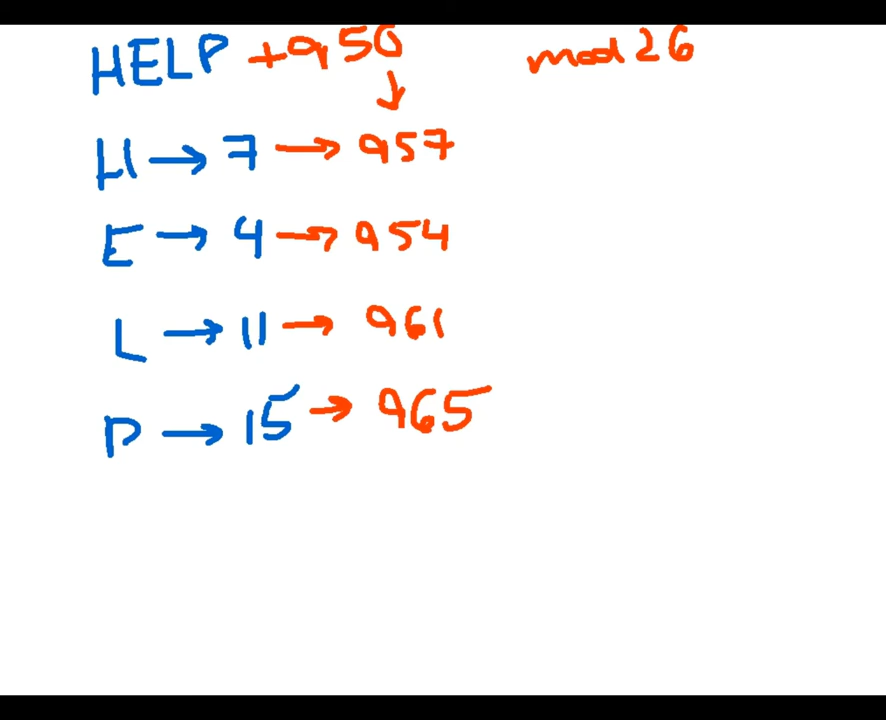 HELP +950 mod 26
↓
H → 7 → 957
E → 4 → 954
L → 11 → 961
P → 15 → 965